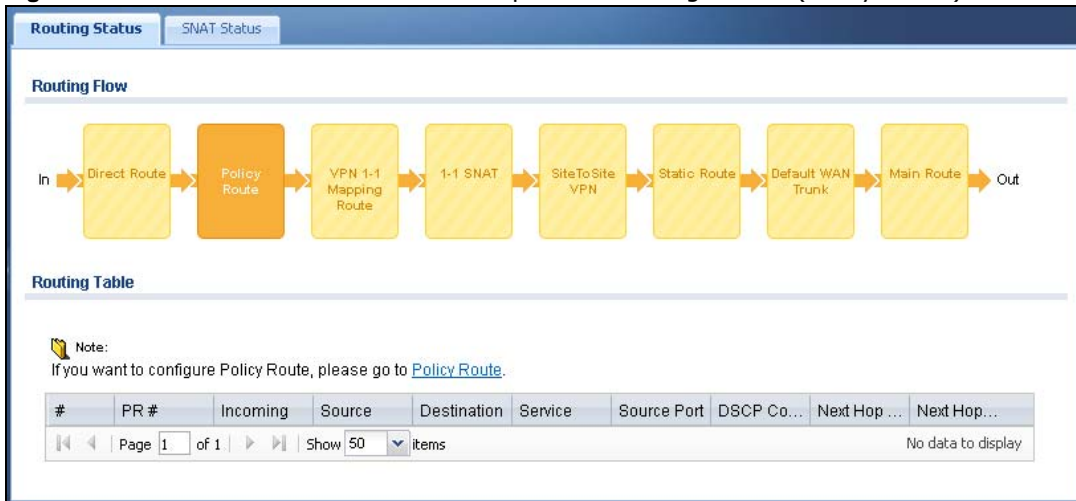 Routing Status SNAT Status
Routing Flow
In Direct Route Policy Route VPN 1-1 Mapping Route 1-1 SNAT SiteToSite VPN Static Route Default WAN Trunk Main Route Out
Routing Table
Note:
If you want to configure Policy Route, please go to Policy Route.
# PR # Incoming Source Destination Service Source Port DSCP Co... Next Hop ... Next Hop...
Page 1 of 1 Show 50 items No data to display